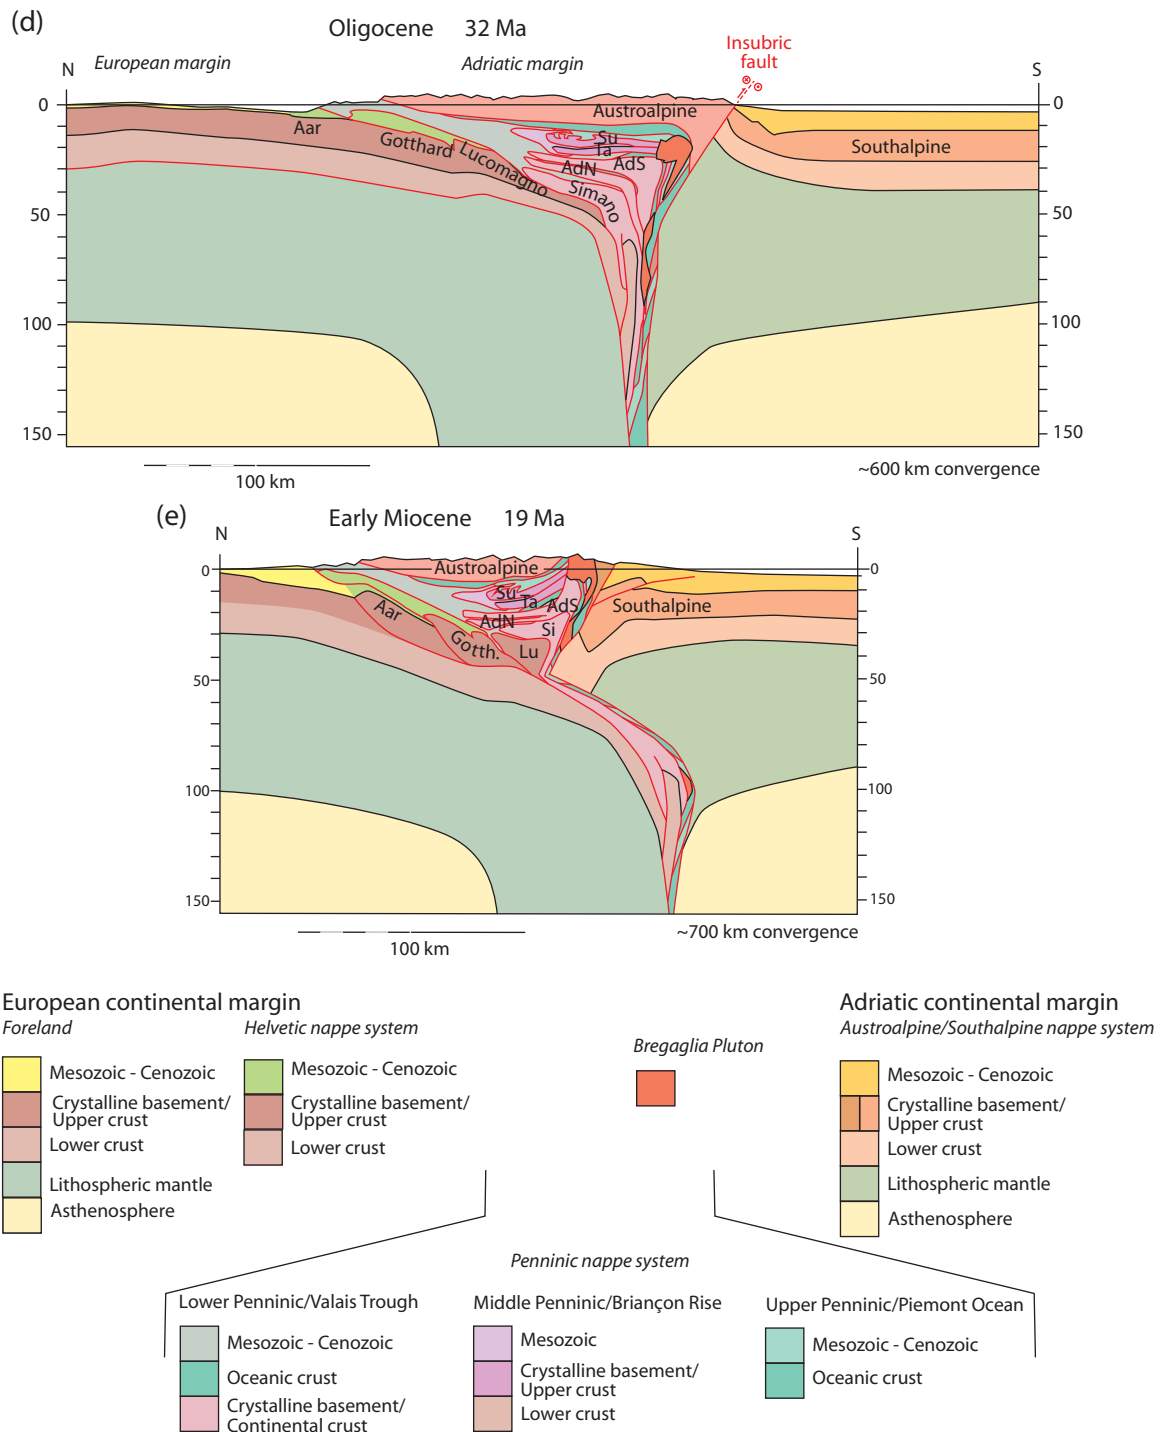 (d)
Oligocene 32 Ma
Insubric
fault
N
European margin
Adriatic margin
S
0
0
Austroalpine
Aar
Su
Gotthard
Ta
Southalpine
Lucomagno
AdN
AdS
Simano
50
50
100
100
150
150
100 km
~600 km convergence
(e)
Early Miocene 19 Ma
N
S
0
0
Austroalpine
Su
Ta
AdS
Southalpine
Aar
AdN
Si
Gotth.
Lu
50
50
100
100
150
150
100 km
~700 km convergence
European continental margin
Foreland
Helvetic nappe system
Mesozoic - Cenozoic
Crystalline basement/
Upper crust
Lower crust
Lithospheric mantle
Asthenosphere
Mesozoic - Cenozoic
Crystalline basement/
Upper crust
Lower crust
Bregaglia Pluton
Adriatic continental margin
Austroalpine/Southalpine nappe system
Mesozoic - Cenozoic
Crystalline basement/
Upper crust
Lower crust
Lithospheric mantle
Asthenosphere
Penninic nappe system
Lower Penninic/Valais Trough
Mesozoic - Cenozoic
Oceanic crust
Crystalline basement/
Continental crust
Middle Penninic/Briançon Rise
Mesozoic
Crystalline basement/
Upper crust
Lower crust
Upper Penninic/Piemont Ocean
Mesozoic - Cenozoic
Oceanic crust